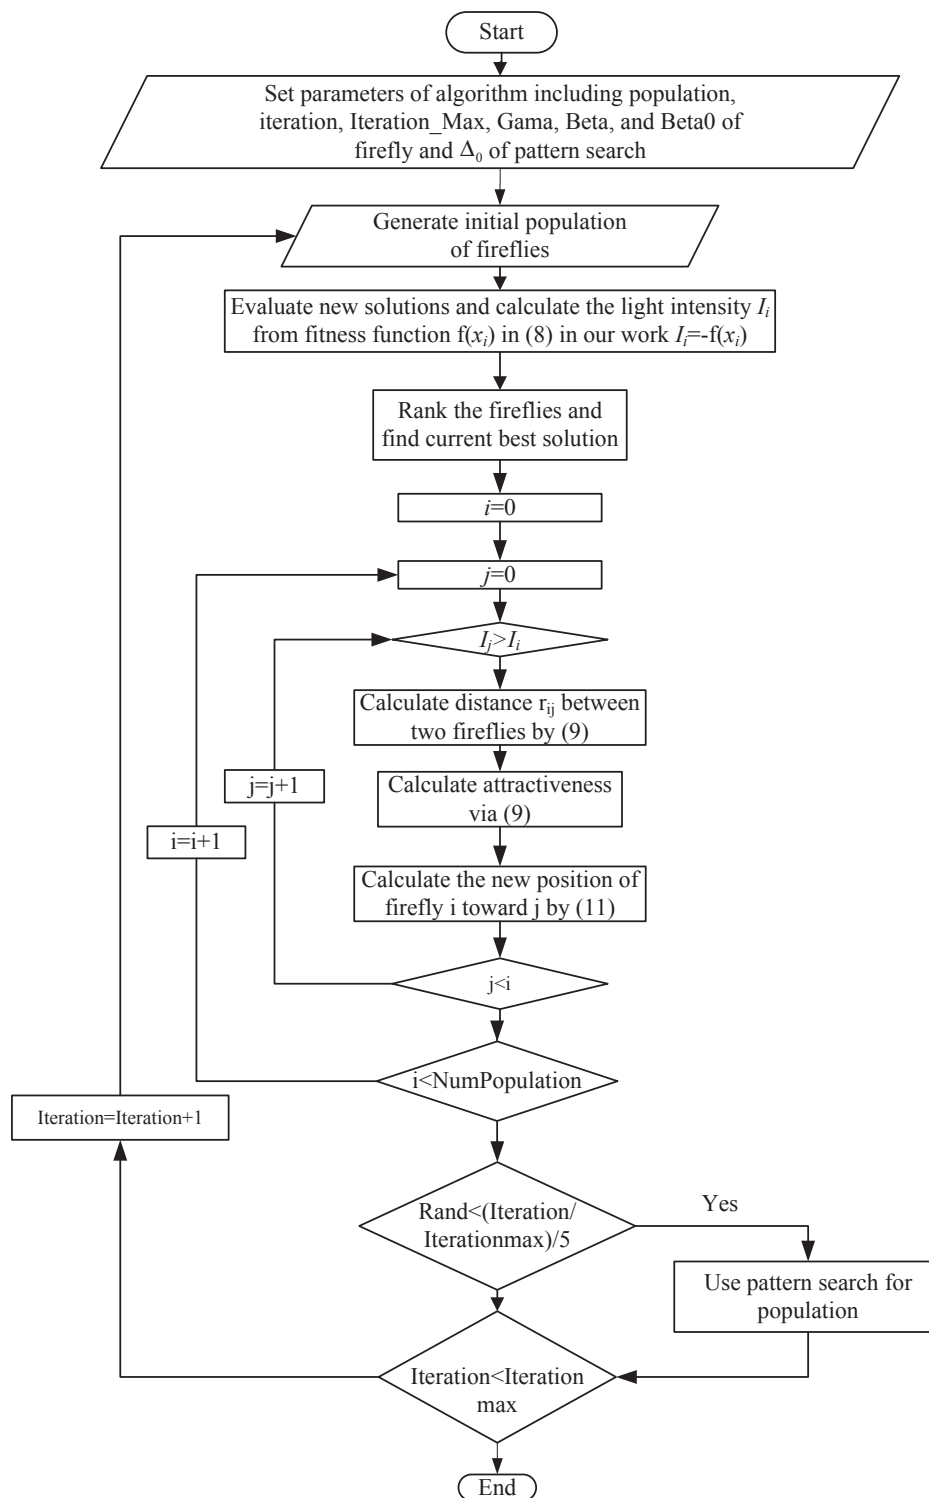 Start
Set parameters of algorithm including population,
iteration, Iteration_Max, Gama, Beta, and Beta0 of
firefly and Δ₀ of pattern search
Generate initial population
of fireflies
Evaluate new solutions and calculate the light intensity Iᵢ
from fitness function f(xᵢ) in (8) in our work Iᵢ=-f(xᵢ)
Rank the fireflies and
find current best solution
i=0
j=0
Iⱼ>Iᵢ
Calculate distance rᵢⱼ between
two fireflies by (9)
j=j+1
Calculate attractiveness
via (9)
i=i+1
Calculate the new position of
firefly i toward j by (11)
j<i
i<NumPopulation
Iteration=Iteration+1
Rand<(Iteration/
Iterationmax)/5
Yes
Use pattern search for
population
Iteration<Iteration
max
End